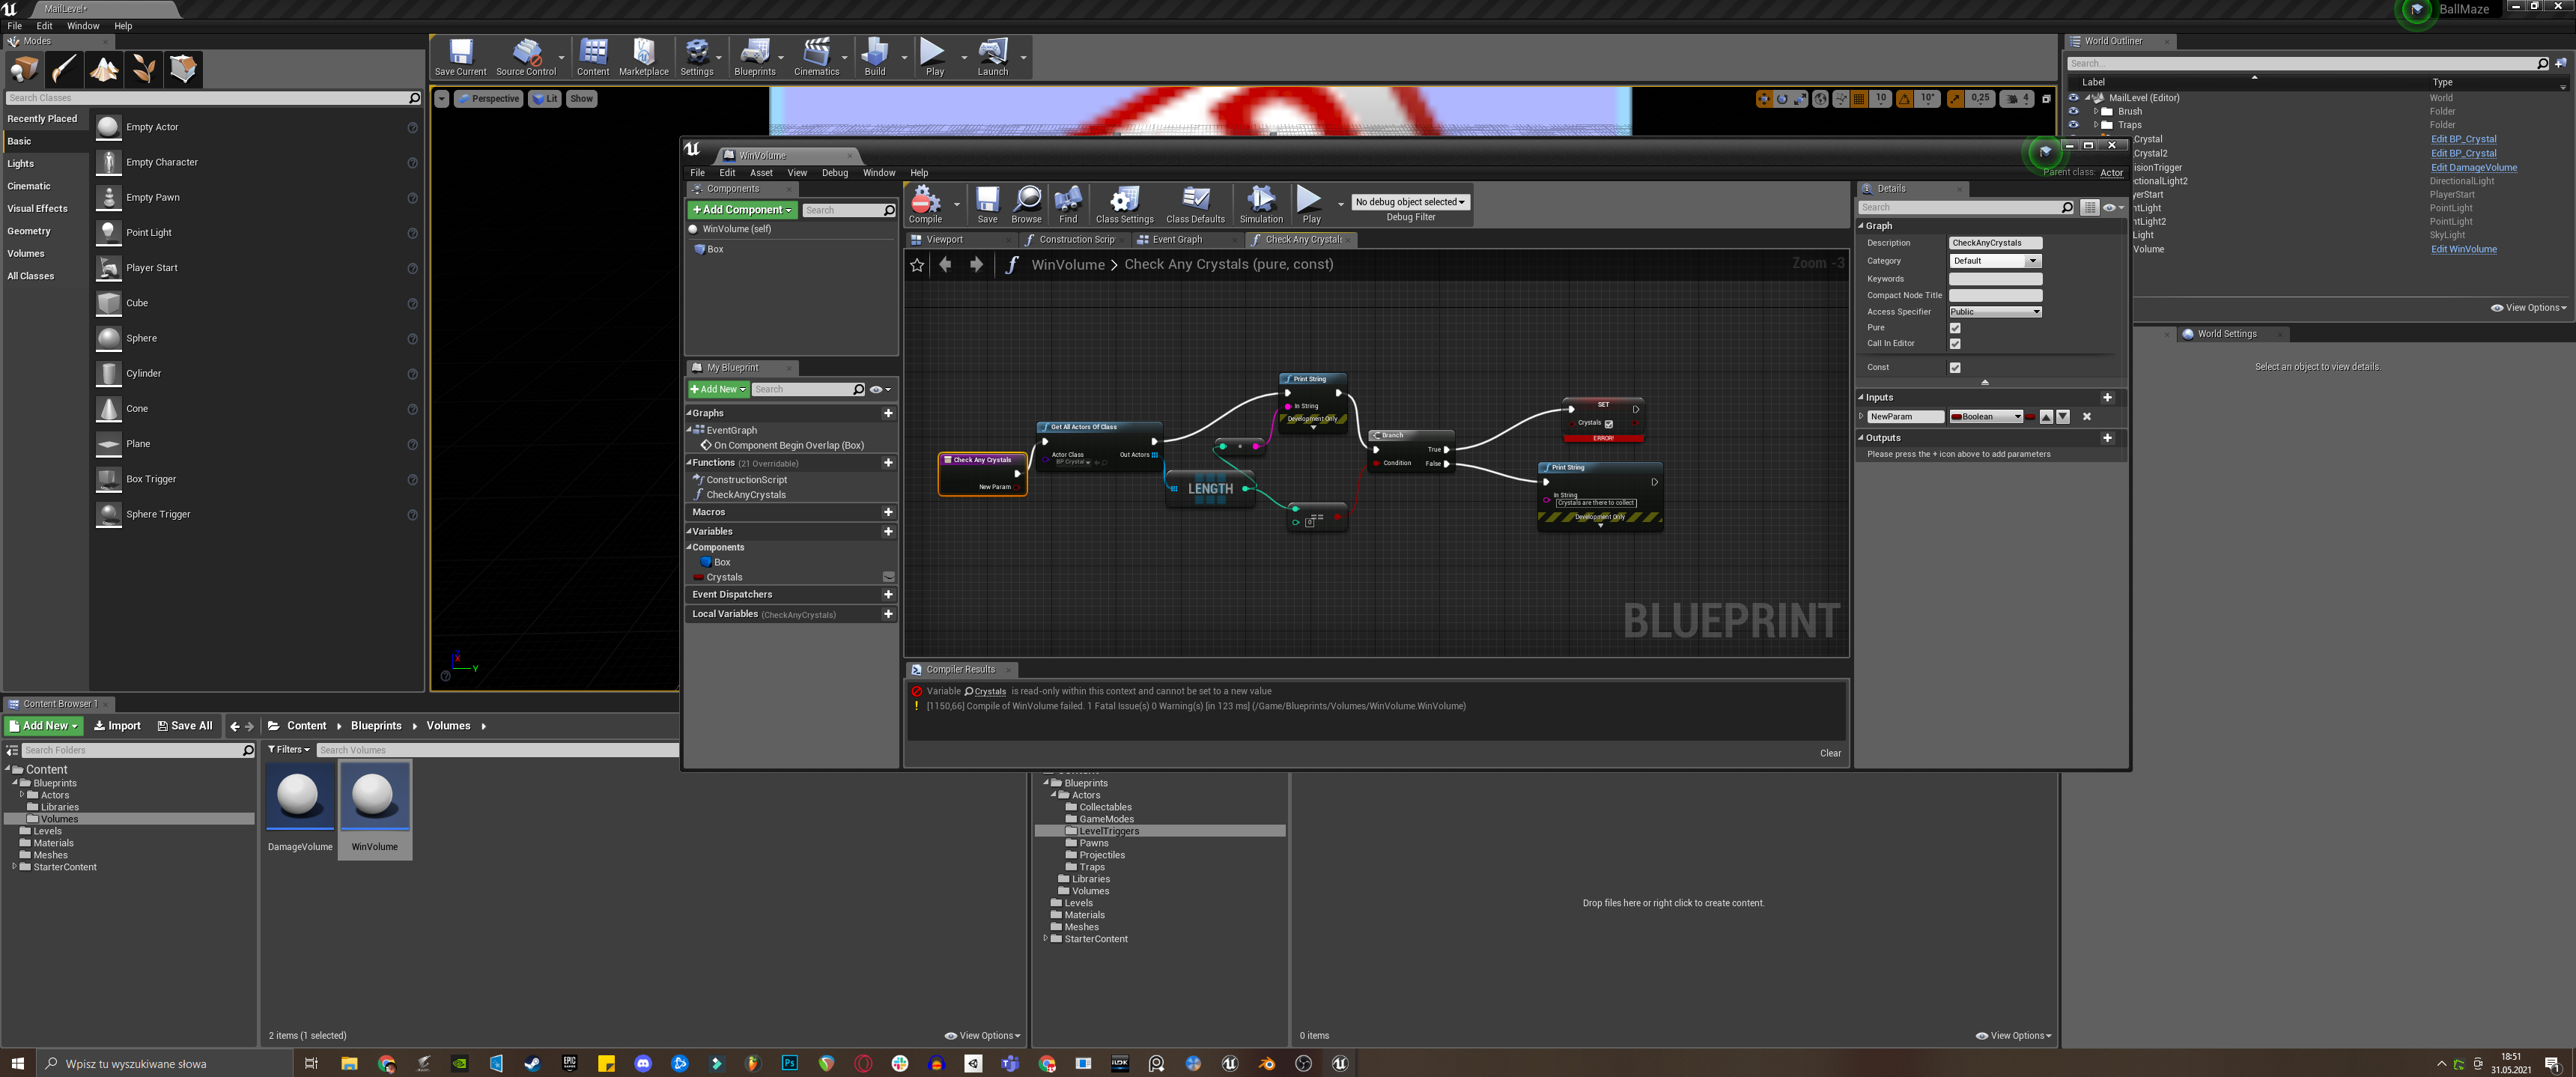 MailLevel*
BallMaze
File Edit Window Help
Modes
Search Classes
Recently Placed
Basic
Lights
Cinematic
Visual Effects
Geometry
Volumes
All Classes
Empty Actor
Empty Character
Empty Pawn
Point Light
Player Start
Cube
Sphere
Cylinder
Cone
Plane
Box Trigger
Sphere Trigger
Save Current Source Control Content Marketplace Settings Blueprints Cinematics Build Play Launch
Perspective Lit Show
10 10° 0,25 4
World Outliner
Search...
Label Type
MailLevel (Editor) World
Brush Folder
Traps Folder
_Crystal Edit BP_Crystal
_Crystal2 Edit BP_Crystal
isionTrigger Edit DamageVolume
ectionalLight2 DirectionalLight
yerStart PlayerStart
ntLight PointLight
ntLight2 PointLight
Light SkyLight
Volume Edit WinVolume
View Options
World Settings
Select an object to view details.
WinVolume
File Edit Asset View Debug Window Help
Parent class: Actor
Components
+ Add Component Search
WinVolume (self)
Box
My Blueprint
+ Add New Search
Graphs
EventGraph
On Component Begin Overlap (Box)
Functions (21 Overridable)
ConstructionScript
CheckAnyCrystals
Macros
Variables
Components
Box
Crystals
Event Dispatchers
Local Variables (CheckAnyCrystals)
Compile Save Browse Find Class Settings Class Defaults Simulation Play
No debug object selected
Debug Filter
Viewport Construction Scrip Event Graph Check Any Crystals
WinVolume > Check Any Crystals (pure, const)
Zoom -3
Check Any Crystals
New Param
Get All Actors Of Class
Actor Class Out Actors
BP Crystal
LENGTH
Print String
In String
Development Only
==
0
Branch
True
Condition False
SET
Crystals
ERROR!
Print String
In String
Crystals are there to collect
Development Only
BLUEPRINT
Compiler Results
Variable Crystals is read-only within this context and cannot be set to a new value
[1150,66] Compile of WinVolume failed. 1 Fatal Issue(s) 0 Warning(s) [in 123 ms] (/Game/Blueprints/Volumes/WinVolume.WinVolume)
Clear
Details
Search
Graph
Description CheckAnyCrystals
Category Default
Keywords
Compact Node Title
Access Specifier Public
Pure
Call In Editor
Const
Inputs
NewParam Boolean
Outputs
Please press the + icon above to add parameters
Content Browser 1
Add New Import Save All Content Blueprints Volumes
Search Folders
Filters Search Volumes
Content
Blueprints
Actors
Libraries
Volumes
Levels
Materials
Meshes
StarterContent
DamageVolume WinVolume
2 items (1 selected) View Options
Blueprints
Actors
Collectables
GameModes
LevelTriggers
Pawns
Projectiles
Traps
Libraries
Volumes
Levels
Materials
Meshes
StarterContent
Drop files here or right click to create content.
0 items View Options
Wpisz tu wyszukiwane słowa
18:51
31.05.2021